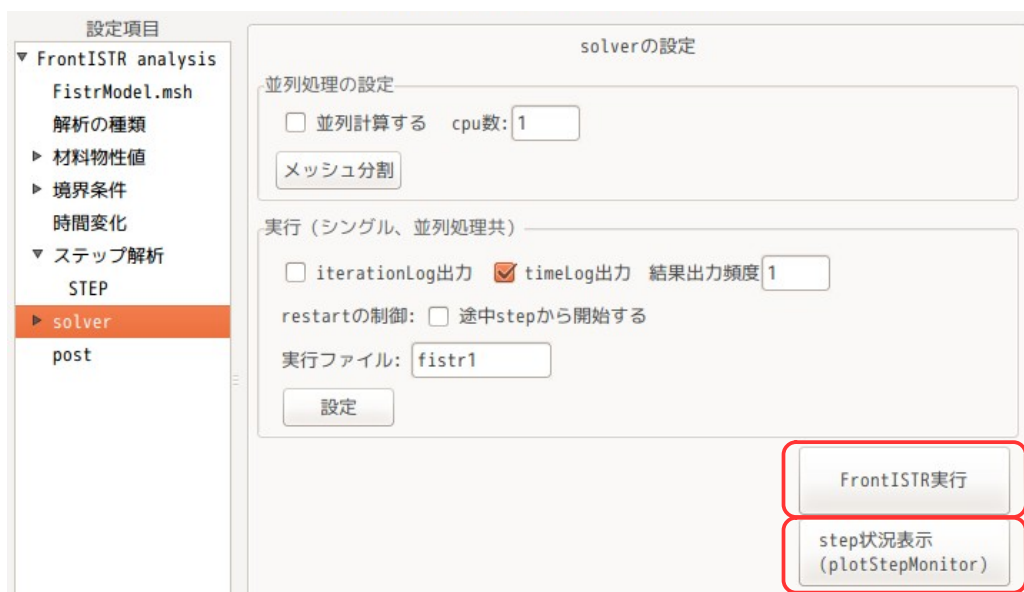 設定項目
FrontISTR analysis
FistrModel.msh
解析の種類
材料物性値
境界条件
時間変化
ステップ解析
STEP
solver
post
solverの設定
並列処理の設定
並列計算する cpu数: 1
メッシュ分割
実行（シングル、並列処理共）
iterationLog出力 timeLog出力 結果出力頻度 1
restartの制御: 途中stepから開始する
実行ファイル: fistr1
設定
FrontISTR実行
step状況表示
(plotStepMonitor)